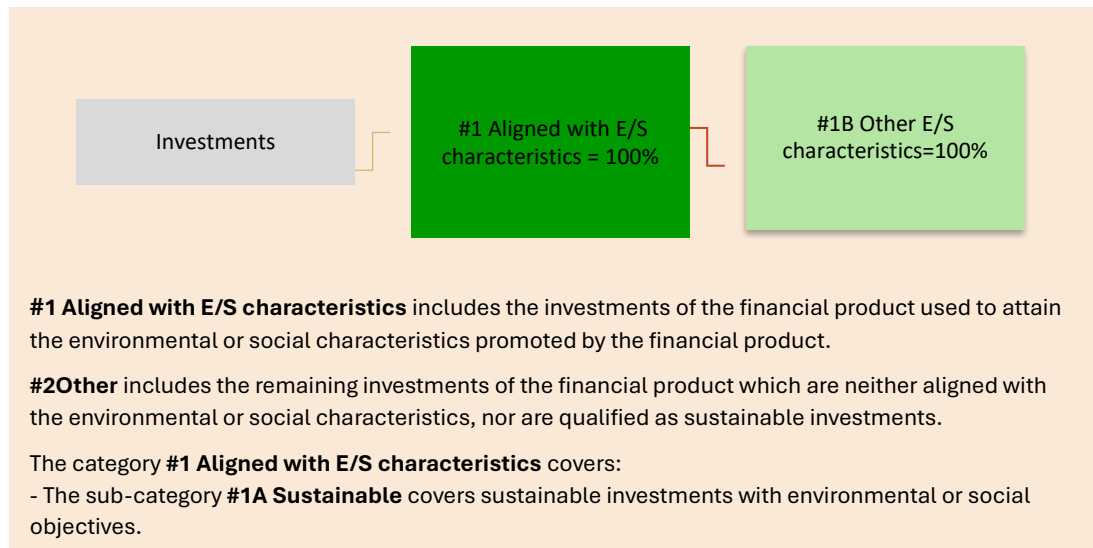 Investments
#1 Aligned with E/S
characteristics = 100%
#1B Other E/S
characteristics=100%
#1 Aligned with E/S characteristics includes the investments of the financial product used to attain
the environmental or social characteristics promoted by the financial product.
#2Other includes the remaining investments of the financial product which are neither aligned with
the environmental or social characteristics, nor are qualified as sustainable investments.
The category #1 Aligned with E/S characteristics covers:
- The sub-category #1A Sustainable covers sustainable investments with environmental or social
objectives.